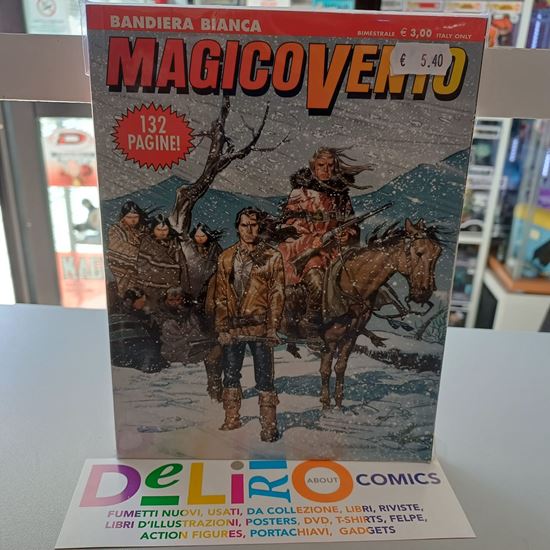 BANDIERA BIANCA
BIMESTRALE € 3,00 ITALY ONLY
€ 5,40
MAGICO VENTO
132
PAGINE!
DeLiRiO ABOUT COMICS
FUMETTI NUOVI, USATI, DA COLLEZIONE, LIBRI, RIVISTE,
LIBRI D'ILLUSTRAZIONI, POSTERS, DVD, T-SHIRTS, FELPE,
ACTION FIGURES, PORTACHIAVI, GADGETS